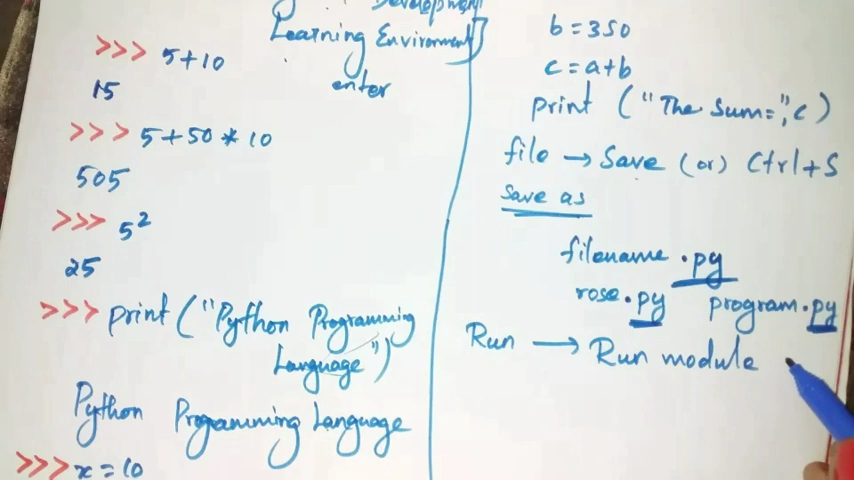 Development
Learning Environment]
enter
>>> 5+10
15
>>> 5+50*10
505
>>> 5²
25
>>> print ("Python Programming
Language")
Python Programming Language
>>> x=10
b=350
c=a+b
print ("The Sum=",c)
file → Save (or) Ctrl+S
Save as
filename.py
rose.py program.py
Run → Run module